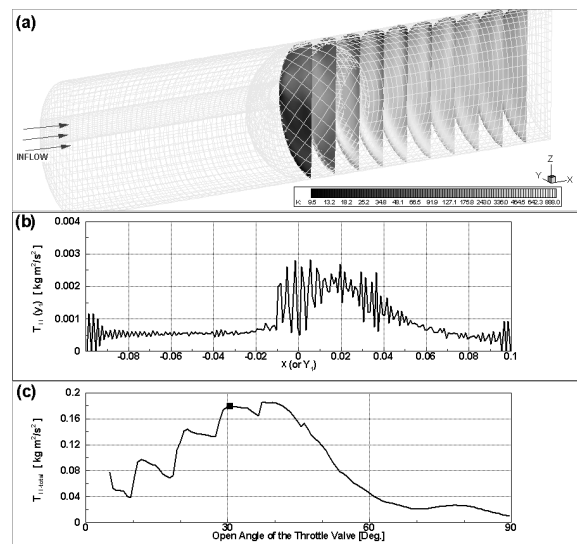 (a)
INFLOW
Z
Y X
K: 9.5 13.2 18.2 25.2 34.8 48.1 66.5 91.9 127.1 175.8 243.0 336.0 464.5 642.3 888.0
(b)
0.004
0.003
0.002
0.001
0
T11 (y1) [ kg m²/s² ]
-0.08 -0.06 -0.04 -0.02 0 0.02 0.04 0.06 0.08 0.1
X (or Y1)
(c)
0.2
0.16
0.12
0.08
0.04
0
T11-total [ kg m²/s² ]
0 30 60 90
Open Angle of the Throttle Valve [Deg.]